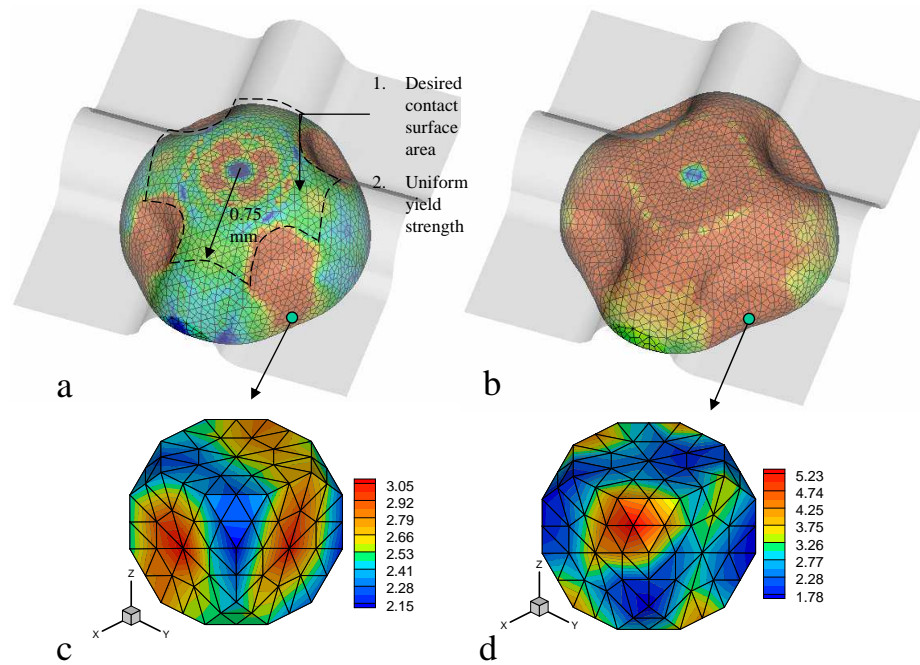 1. Desired
contact
surface
area
2. Uniform
yield
strength
0.75
mm
a
b
3.05
2.92
2.79
2.66
2.53
2.41
2.28
2.15
Z
X
Y
c
5.23
4.74
4.25
3.75
3.26
2.77
2.28
1.78
Z
X
Y
d